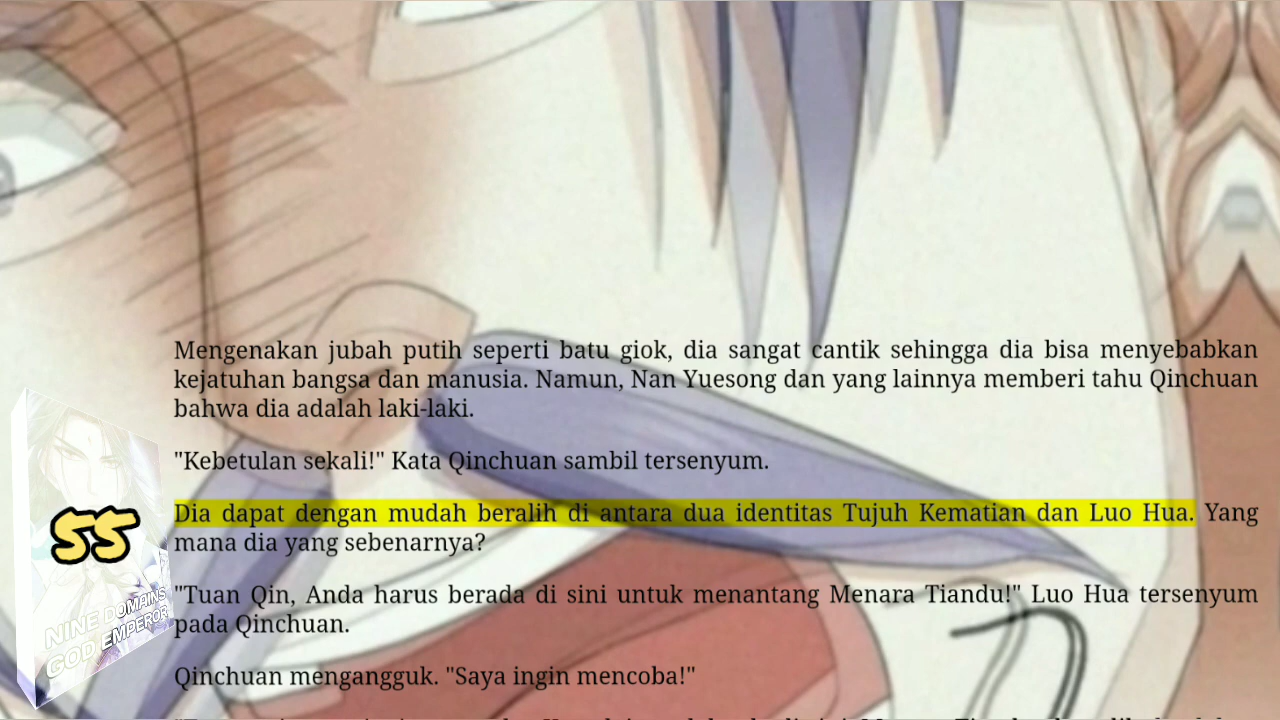 Mengenakan jubah putih seperti batu giok, dia sangat cantik sehingga dia bisa menyebabkan
kejatuhan bangsa dan manusia. Namun, Nan Yuesong dan yang lainnya memberi tahu Qinchuan
bahwa dia adalah laki-laki.
"Kebetulan sekali!" Kata Qinchuan sambil tersenyum.
Dia dapat dengan mudah beralih di antara dua identitas Tujuh Kematian dan Luo Hua. Yang
mana dia yang sebenarnya?
"Tuan Qin, Anda harus berada di sini untuk menantang Menara Tiandu!" Luo Hua tersenyum
pada Qinchuan.
Qinchuan mengangguk. "Saya ingin mencoba!"
SS
NINE DOMAINS
GOD EMPEROR